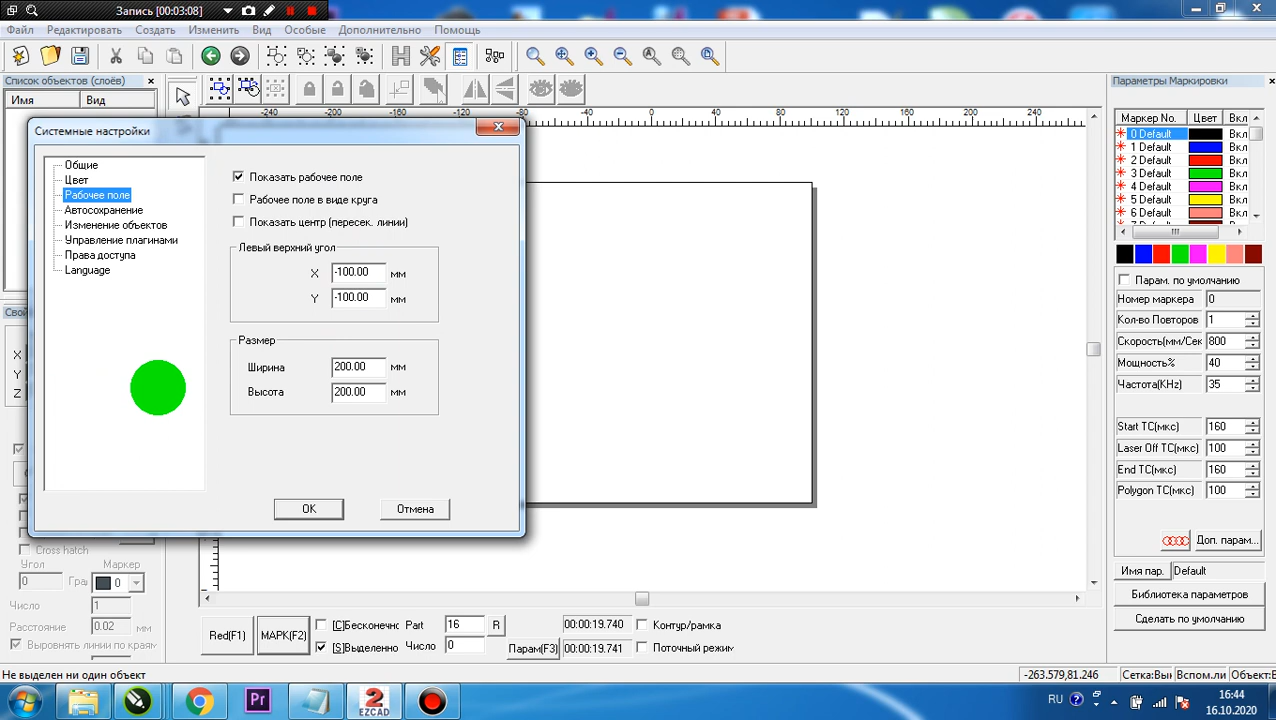 Запись [00:03:08]
Файл Редактировать Создать Изменить Вид Особые Дополнительно Помощь
Список объектов (слоёв)
Имя Вид
-240 -200 -160 -120 -80 -40 0 40 80 120 160 200 240
Системные настройки
Общие
Цвет
Рабочее поле
Автосохранение
Изменение объектов
Управление плагинами
Права доступа
Language
Показать рабочее поле
Рабочее поле в виде круга
Показать центр (пересек. линии)
Левый верхний угол
X -100.00 мм
Y -100.00 мм
Размер
Ширина 200.00 мм
Высота 200.00 мм
OK Отмена
X
Y
Z
Cross hatch
Угол Маркер
0 0
Число 1
Расстояние 0.02 мм
Выровнять линии по краям
Red(F1) МАРК(F2)
[C]Бесконечнс Part 16 R 00:00:19.740 Контур/рамка
[S]Выделенно Число 0 Парам(F3) 00:00:19.741 Поточный режим
Параметры Маркировки
Маркер No. Цвет Вкл
0 Default Вкл
1 Default Вкл
2 Default Вкл
3 Default Вкл
4 Default Вкл
5 Default Вкл
6 Default Вкл
Парам. по умолчанию
Номер маркера 0
Кол-во Повторов 1
Скорость(мм/Сек 800
Мощность% 40
Частота(KHz) 35
Start TC(мкс) 160
Laser Off TC(мкс) 100
End TC(мкс) 160
Polygon TC(мкс) 100
Доп. парам...
Имя пар. Default
Библиотека параметров
Сделать по умолчанию
Не выделен ни один объект
-263.579,81.246 Сетка:Вык Вспом.ли Объект:В
Pr
2
EZCAD
RU
16:44
16.10.2020